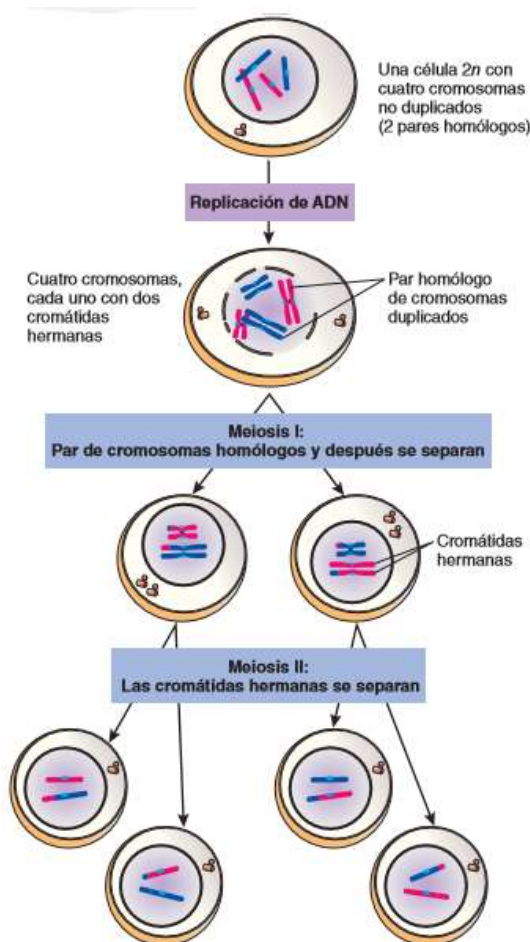 Una célula 2n con
cuatro cromosomas
no duplicados
(2 pares homólogos)
Replicación de ADN
Cuatro cromosomas,
cada uno con dos
cromátidas
hermanas
Par homólogo
de cromosomas
duplicados
Meiosis I:
Par de cromosomas homólogos y después se separan
Cromátidas
hermanas
Meiosis II:
Las cromátidas hermanas se separan